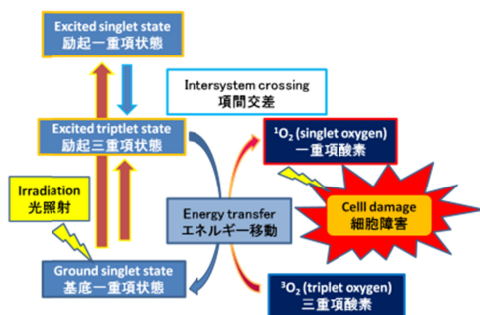 Excited singlet state
励起一重項状態
Intersystem crossing
項間交差
Excited triptlet state
励起三重項状態
¹O₂ (singlet oxygen)
一重項酸素
Irradiation
光照射
Energy transfer
エネルギー移動
Celll damage
細胞障害
Ground singlet state
基底一重項状態
³O₂ (triplet oxygen)
三重項酸素